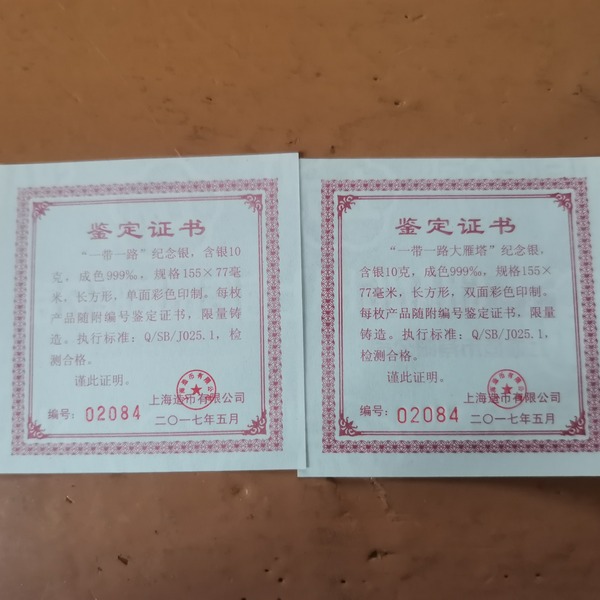 鉴定证书
“一带一路”纪念银，含银10
克，成色999‰，规格155×77毫
米，长方形，单面彩色印制。每枚
产品随附编号鉴定证书，限量铸
造。执行标准：Q/SB/J025.1，检
测合格。
谨此证明。
上海造币有限公司
编号：02084
二〇一七年五月
鉴定证书
“一带一路大雁塔”纪念银，
含银10克，成色999‰，规格155×
77毫米，长方形，双面彩色印制。
每枚产品随附编号鉴定证书，限量
铸造。执行标准：Q/SB/J025.1，
检测合格。
谨此证明。
上海造币有限公司
编号：02084
二〇一七年五月